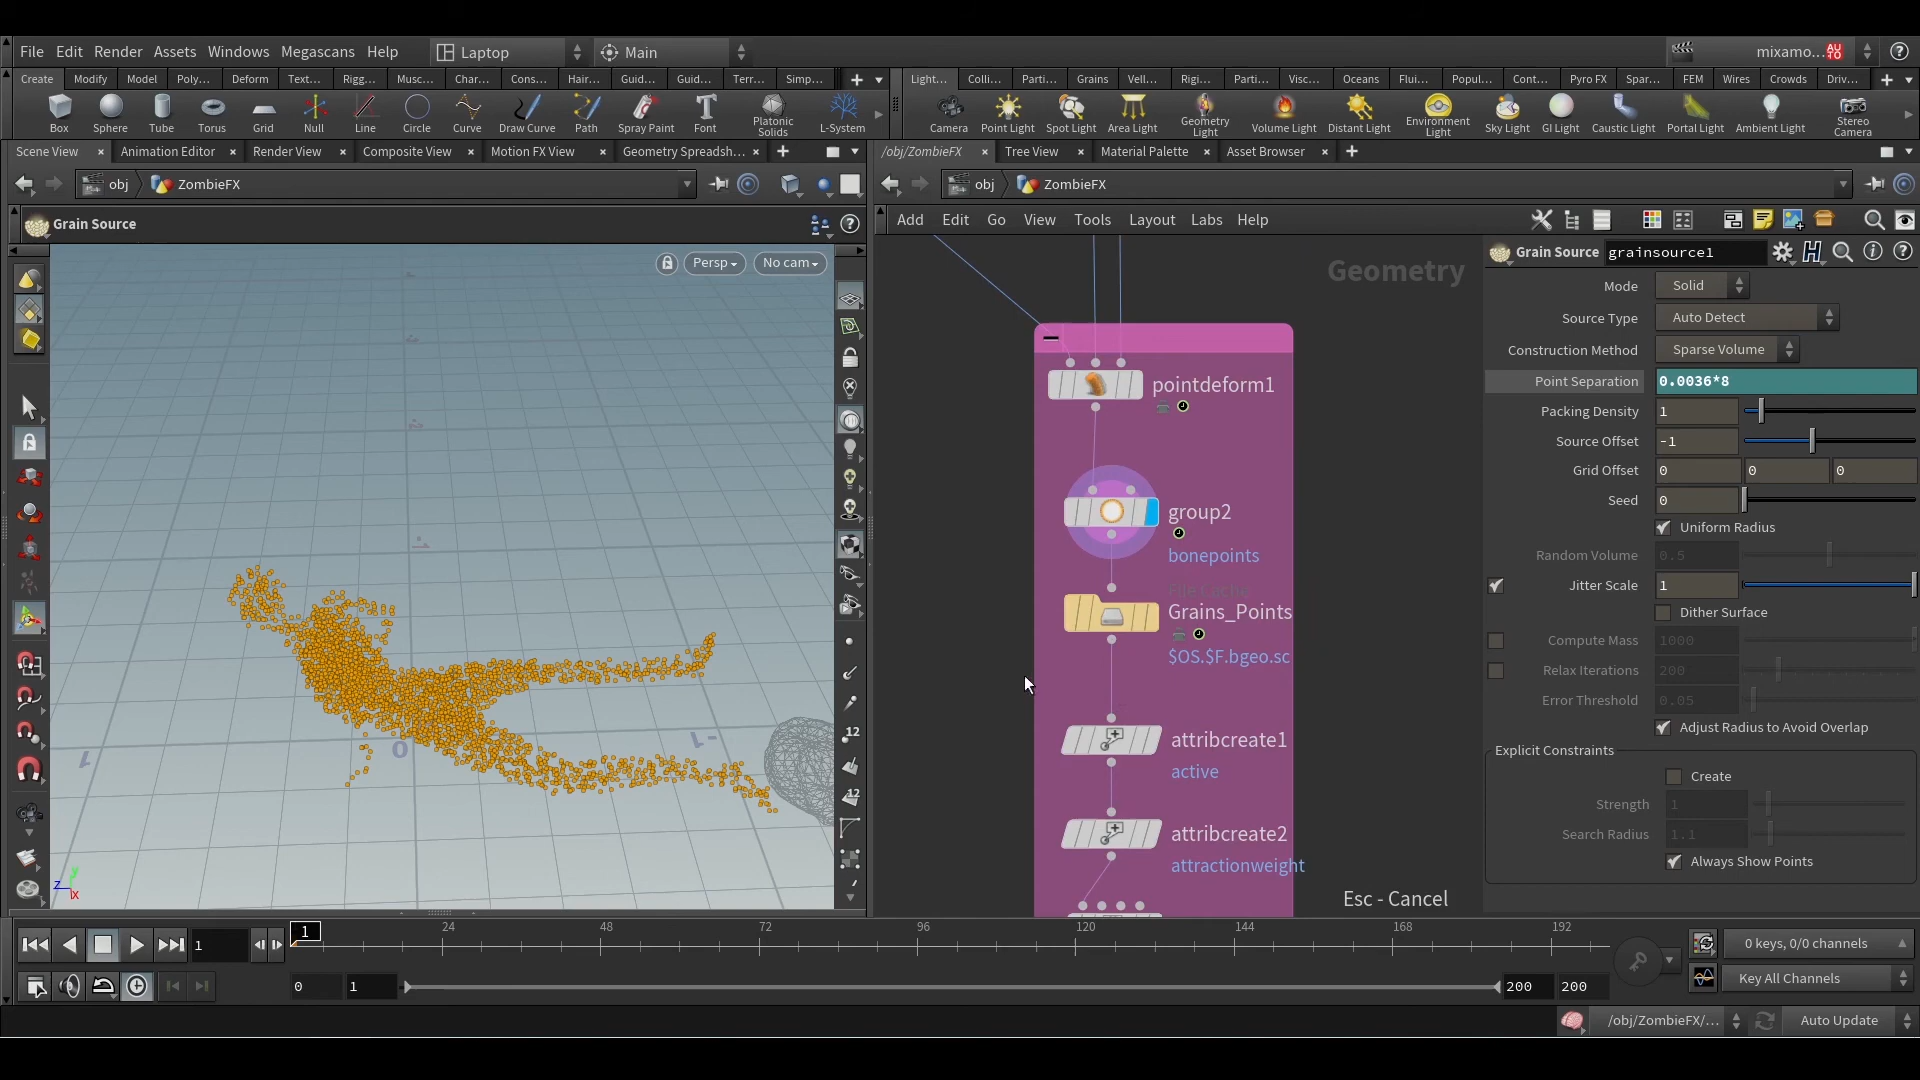 File Edit Render Assets Windows Megascans Help Laptop Main mixamo... AUTO
Create Modify Model Poly... Deform Text... Rigg... Musc... Char... Cons... Hair... Guid... Guid... Terr... Simp... Light... Colli... Parti... Grains Vell... Rigi... Parti... Visc... Oceans Flui... Popul... Cont... Pyro FX Spar... FEM Wires Crowds Driv...
Box Sphere Tube Torus Grid Null Line Circle Curve Draw Curve Path Spray Paint Font Platonic Solids L-System Camera Point Light Spot Light Area Light Geometry Light Volume Light Distant Light Environment Light Sky Light GI Light Caustic Light Portal Light Ambient Light Stereo Camera
Scene View Animation Editor Render View Composite View Motion FX View Geometry Spreadsh... /obj/ZombieFX Tree View Material Palette Asset Browser
obj ZombieFX obj ZombieFX
Grain Source Add Edit Go View Tools Layout Labs Help
Persp No cam
Geometry
Grain Source grainsource1
Mode Solid
Source Type Auto Detect
Construction Method Sparse Volume
Point Separation 0.0036*8
Packing Density 1
Source Offset -1
Grid Offset 0 0 0
Seed 0
Uniform Radius
Random Volume 0.5
Jitter Scale 1
Dither Surface
Compute Mass 1000
Relax Iterations 200
Error Threshold 0.05
Adjust Radius to Avoid Overlap
Explicit Constraints
Create
Strength 1
Search Radius 1.1
Always Show Points
pointdeform1
group2
bonepoints
File Cache
Grains_Points
$OS.$F.bgeo.sc
attribcreate1
active
attribcreate2
attractionweight
Esc - Cancel
12
12
0
-1
1
z y x
1 1 24 48 72 96 120 144 168 192 0 keys, 0/0 channels
0 1 200 200 Key All Channels
/obj/ZombieFX/... Auto Update